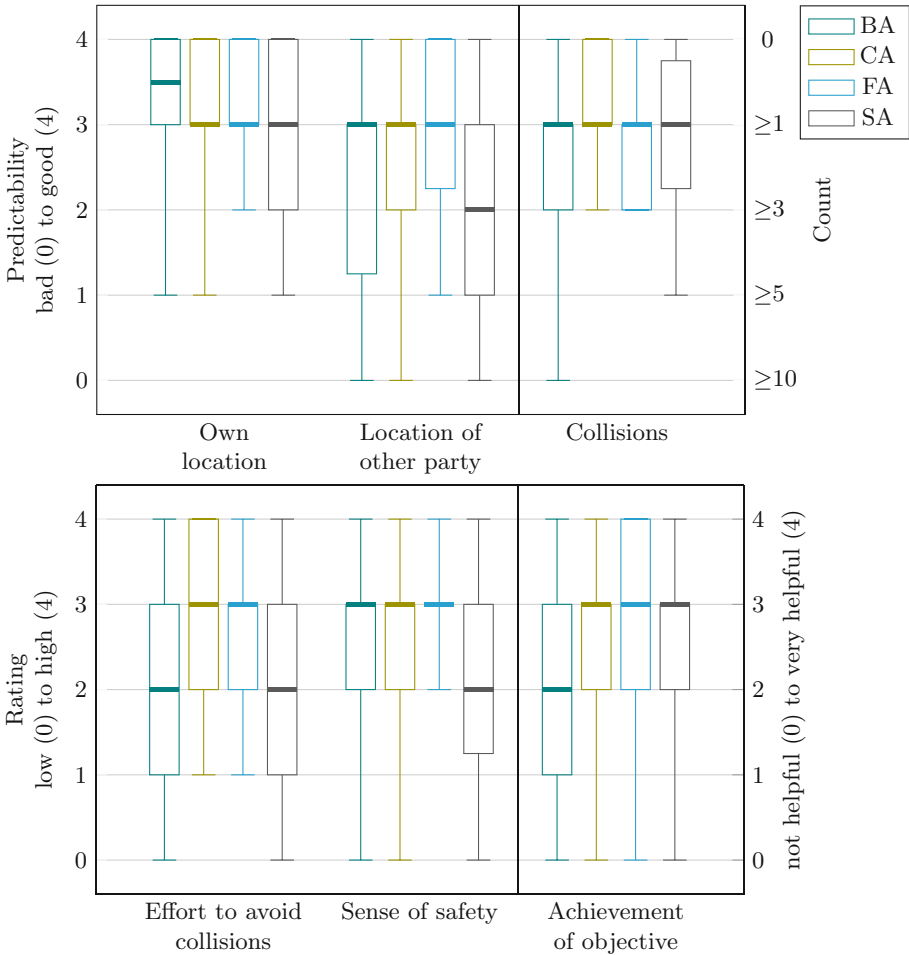 Predictability
bad (0) to good (4)
4
3
2
1
0
0
≥1
≥3
≥5
≥10
Count
BA
CA
FA
SA
Own
location
Location of
other party
Collisions
Rating
low (0) to high (4)
4
3
2
1
0
4
3
2
1
0
not helpful (0) to very helpful (4)
Effort to avoid
collisions
Sense of safety
Achievement
of objective